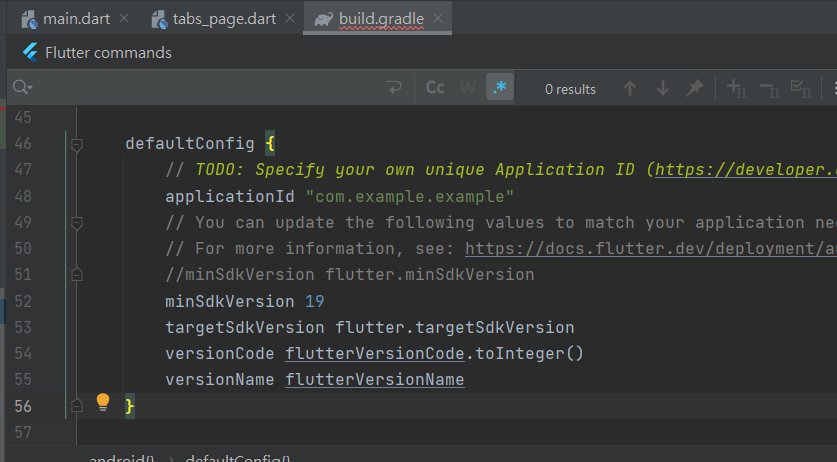 main.dart tabs_page.dart build.gradle
Flutter commands
Cc W .* 0 results
45
46 defaultConfig {
47 // TODO: Specify your own unique Application ID (https://developer.
48 applicationId "com.example.example"
49 // You can update the following values to match your application ne
50 // For more information, see: https://docs.flutter.dev/deployment/a
51 //minSdkVersion flutter.minSdkVersion
52 minSdkVersion 19
53 targetSdkVersion flutter.targetSdkVersion
54 versionCode flutterVersionCode.toInteger()
55 versionName flutterVersionName
56 }
57
android{} › defaultConfig{}